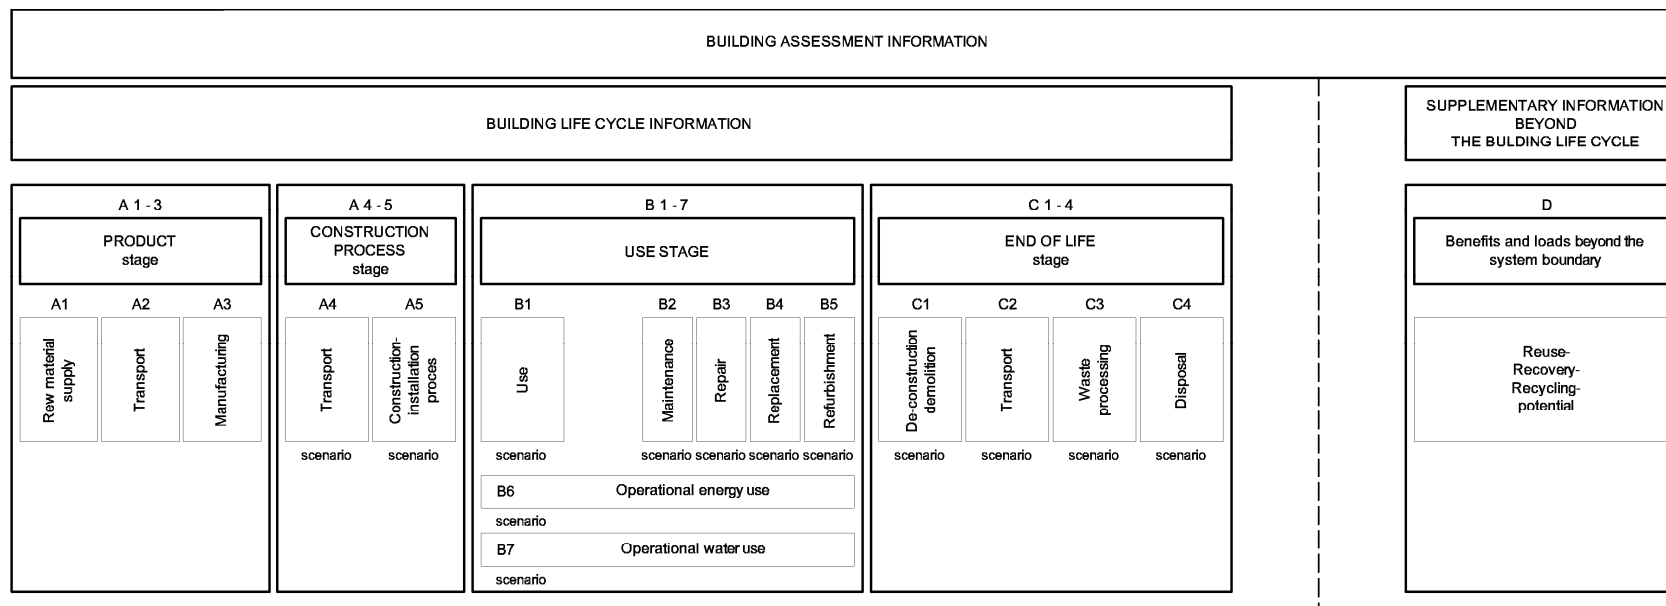 BUILDING ASSESSMENT INFORMATION
BUILDING LIFE CYCLE INFORMATION
SUPPLEMENTARY INFORMATION
BEYOND
THE BULDING LIFE CYCLE
A 1 - 3
PRODUCT
stage
A1
A2
A3
Rew material
supply
Transport
Manufacturing
A 4 - 5
CONSTRUCTION
PROCESS
stage
A4
A5
Transport
Construction-
installation
proces
scenario
scenario
B 1 - 7
USE STAGE
B1
B2
B3
B4
B5
Use
Maintenance
Repair
Replacement
Refurbishment
scenario
scenario
scenario
scenario
scenario
B6 Operational energy use
scenario
B7 Operational water use
scenario
C 1 - 4
END OF LIFE
stage
C1
C2
C3
C4
De-construction
demolition
Transport
Waste
processing
Disposal
scenario
scenario
scenario
scenario
D
Benefits and loads beyond the
system boundary
Reuse-
Recovery-
Recycling-
potential